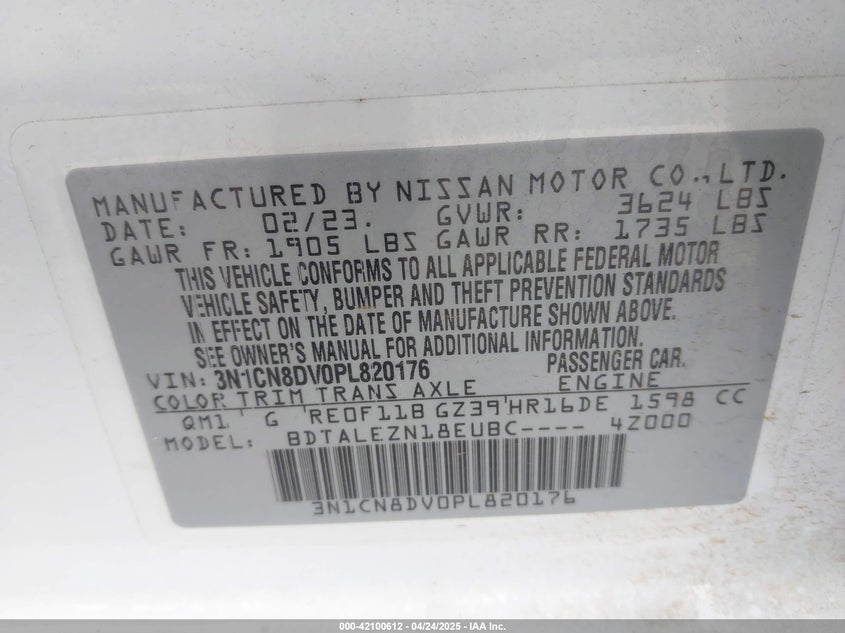 MANUFACTURED BY NISSAN MOTOR CO., LTD.
DATE: 02/23. GVWR: 3624 LBS
GAWR FR: 1905 LBS GAWR RR: 1735 LBS
THIS VEHICLE CONFORMS TO ALL APPLICABLE FEDERAL MOTOR
VEHICLE SAFETY, BUMPER AND THEFT PREVENTION STANDARDS
IN EFFECT ON THE DATE OF MANUFACTURE SHOWN ABOVE.
SEE OWNER'S MANUAL FOR ADDITIONAL INFORMATION.
VIN: 3N1CN8DV0PL820176 PASSENGER CAR.
COLOR TRIM TRANS AXLE ENGINE
QM1 G RE0F11B GZ39 HR16DE 1598 CC
MODEL: BDTALEZN18EUBC---- 4Z000
3N1CN8DV0PL820176
000-42100612 - 04/24/2025 - IAA Inc.